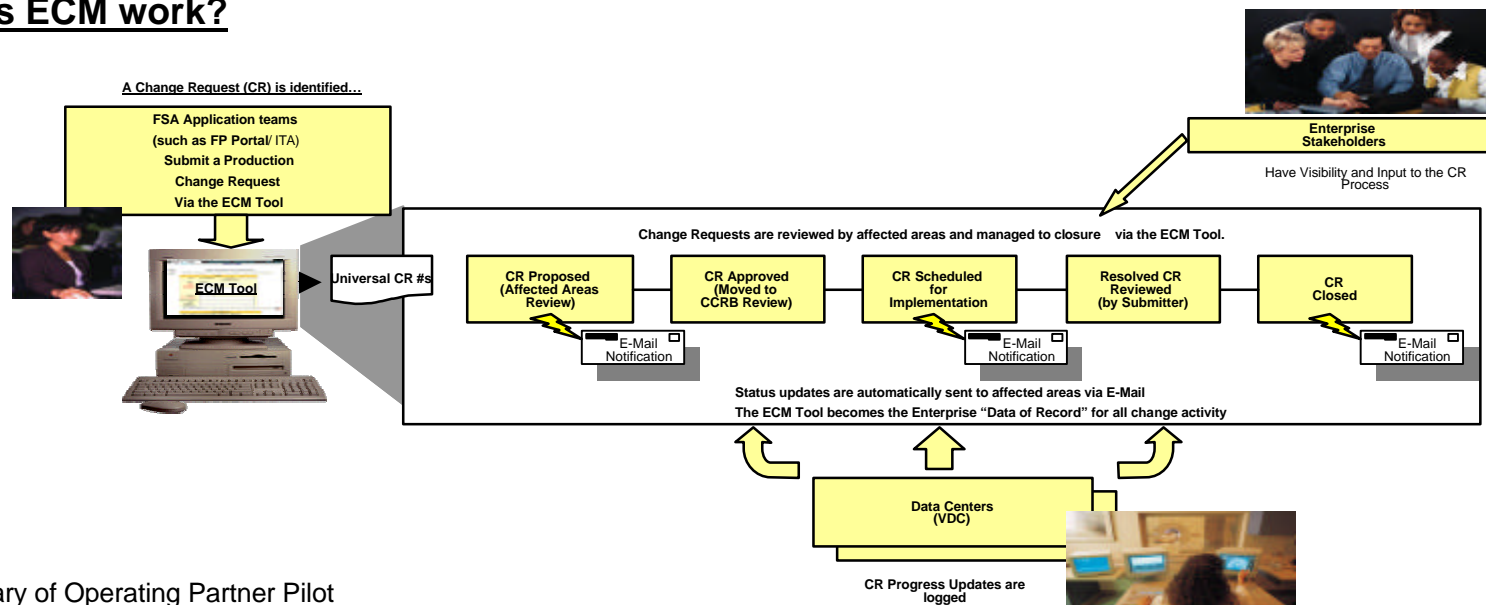 s ECM work?
A Change Request (CR) is identified…
FSA Application teams
(such as FP Portal/ ITA)
Submit a Production
Change Request
Via the ECM Tool
ECM Tool
Universal CR #s
Enterprise
Stakeholders
Have Visibility and Input to the CR
Process
Change Requests are reviewed by affected areas and managed to closure via the ECM Tool.
CR Proposed
(Affected Areas
Review)
CR Approved
(Moved to
CCRB Review)
CR Scheduled
for
Implementation
Resolved CR
Reviewed
(by Submitter)
CR
Closed
E-Mail
Notification
E-Mail
Notification
E-Mail
Notification
Status updates are automatically sent to affected areas via E-Mail
The ECM Tool becomes the Enterprise “Data of Record” for all change activity
Data Centers
(VDC)
CR Progress Updates are
logged
ary of Operating Partner Pilot